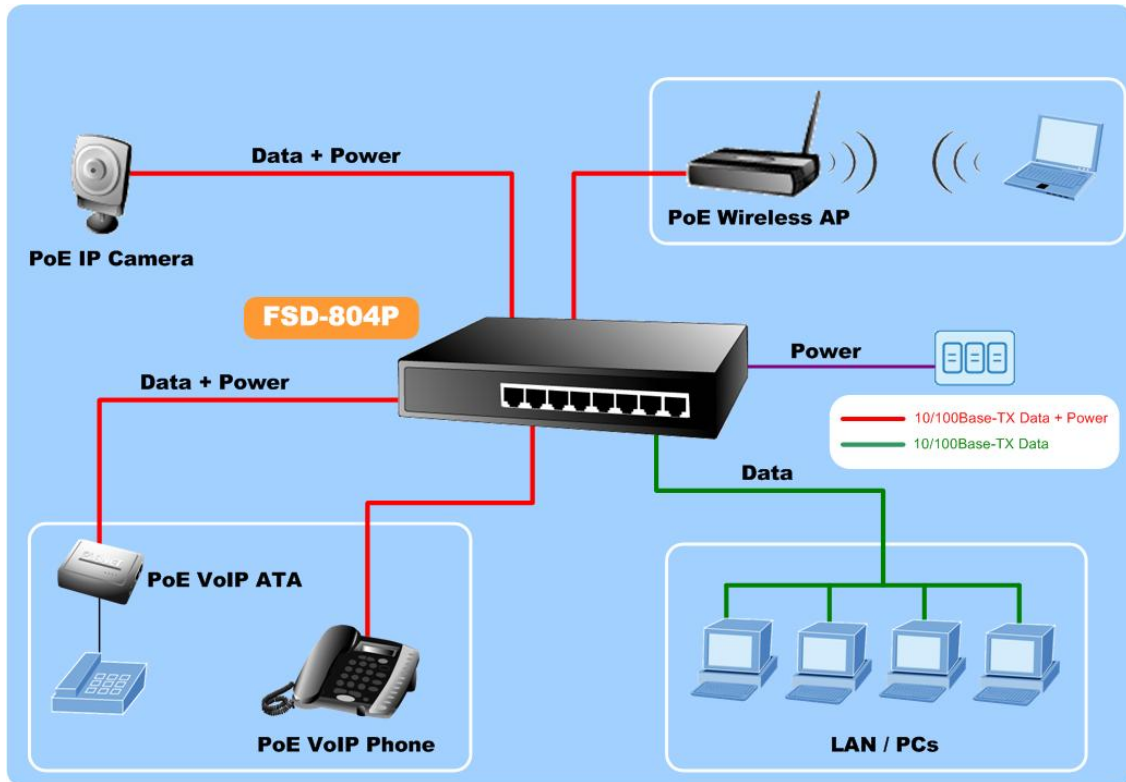 Data + Power
PoE Wireless AP
PoE IP Camera
FSD-804P
Power
Data + Power
10/100Base-TX Data + Power
10/100Base-TX Data
Data
PoE VoIP ATA
PoE VoIP Phone
LAN / PCs